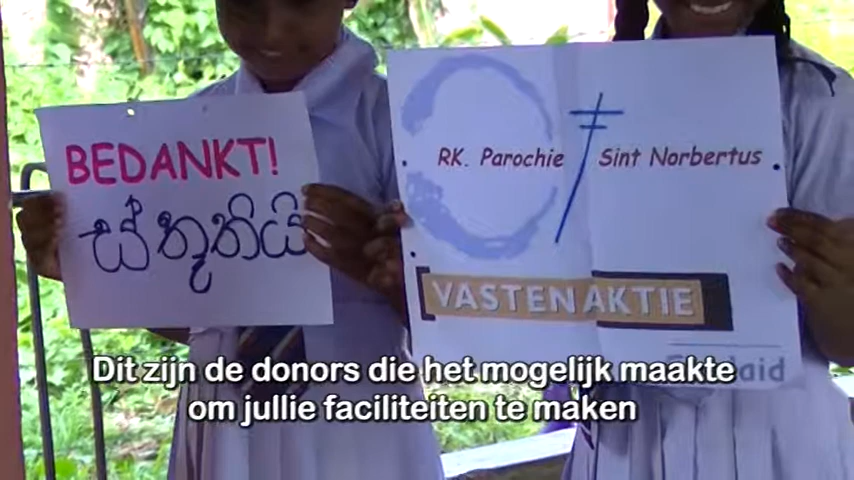 BEDANKT!
ස්තූතියි
RK. Parochie Sint Norbertus
VASTENAKTIE
Dit zijn de donors die het mogelijk maakte
om jullie faciliteiten te maken